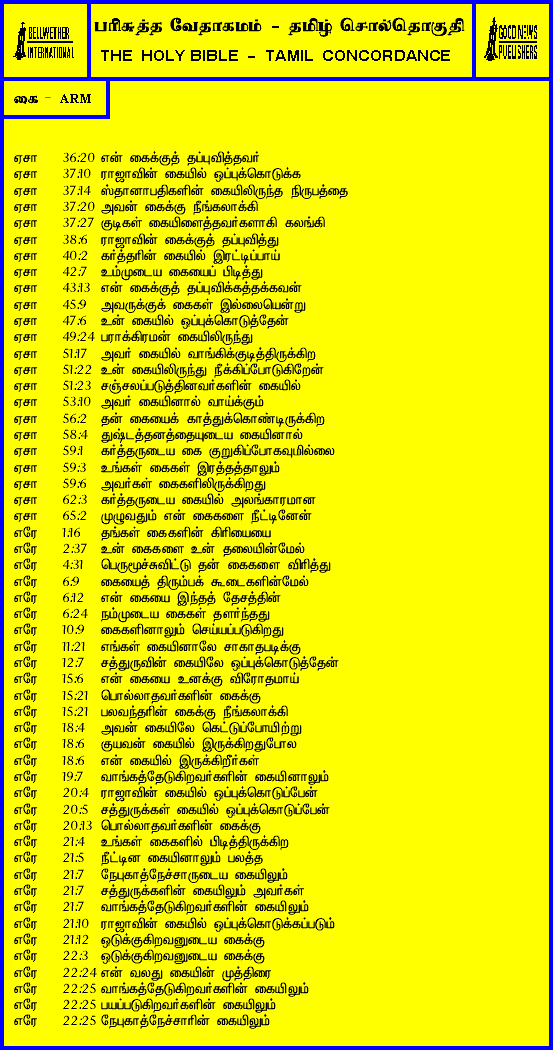 BELLWETHER
INTERNATIONAL
பரிசுத்த வேதாகமம் - தமிழ் சொல்தொகுதி
THE HOLY BIBLE - TAMIL CONCORDANCE
GOOD NEWS
PUBLISHERS
கை - ARM
ஏசா 36:20 என் கைக்குத் தப்புவித்தவர்
ஏசா 37:10 ராஜாவின் கையில் ஒப்புக்கொடுக்க
ஏசா 37:14 ஸ்தானாபதிகளின் கையிலிருந்த நிருபத்தை
ஏசா 37:20 அவன் கைக்கு நீங்கலாக்கி
ஏசா 37:27 குடிகள் கையிளைத்தவர்களாகி கலங்கி
ஏசா 38:6 ராஜாவின் கைக்குத் தப்புவித்து
ஏசா 40:2 கர்த்தரின் கையில் இரட்டிப்பாய்
ஏசா 42:7 உம்முடைய கையைப் பிடித்து
ஏசா 43:13 என் கைக்குத் தப்புவிக்கத்தக்கவன்
ஏசா 45:9 அவருக்குக் கைகள் இல்லையென்று
ஏசா 47:6 உன் கையில் ஒப்புக்கொடுத்தேன்
ஏசா 49:24 பராக்கிரமன் கையிலிருந்து
ஏசா 51:17 அவர் கையில் வாங்கிக்குடித்திருக்கிற
ஏசா 51:22 உன் கையிலிருந்து நீக்கிப்போடுகிறேன்
ஏசா 51:23 சஞ்சலப்படுத்தினவர்களின் கையில்
ஏசா 53:10 அவர் கையினால் வாய்க்கும்
ஏசா 56:2 தன் கையைக் காத்துக்கொண்டிருக்கிற
ஏசா 58:4 துஷ்டத்தனத்தையுடைய கையினால்
ஏசா 59:1 கர்த்தருடைய கை குறுகிப்போகவுமில்லை
ஏசா 59:3 உங்கள் கைகள் இரத்தத்தாலும்
ஏசா 59:6 அவர்கள் கைகளிலிருக்கிறது
ஏசா 62:3 கர்த்தருடைய கையில் அலங்காரமான
ஏசா 65:2 முழுவதும் என் கைகளை நீட்டினேன்
எரே 1:16 தங்கள் கைகளின் கிரியையை
எரே 2:37 உன் கைகளை உன் தலையின்மேல்
எரே 4:31 பெருமூச்சுவிட்டு தன் கைகளை விரித்து
எரே 6:9 கையைத் திரும்பக் கூடைகளின்மேல்
எரே 6:12 என் கையை இந்தத் தேசத்தின்
எரே 6:24 நம்முடைய கைகள் தளர்ந்தது
எரே 10:9 கைகளினாலும் செய்யப்படுகிறது
எரே 11:21 எங்கள் கையினாலே சாகாதபடிக்கு
எரே 12:7 சத்துருவின் கையிலே ஒப்புக்கொடுத்தேன்
எரே 15:6 என் கையை உனக்கு விரோதமாய்
எரே 15:21 பொல்லாதவர்களின் கைக்கு
எரே 15:21 பலவந்தரின் கைக்கு நீங்கலாக்கி
எரே 18:4 அவன் கையிலே கெட்டுப்போயிற்று
எரே 18:6 குயவன் கையில் இருக்கிறதுபோல
எரே 18:6 என் கையில் இருக்கிறீர்கள்
எரே 19:7 வாங்கத்தேடுகிறவர்களின் கையினாலும்
எரே 20:4 ராஜாவின் கையில் ஒப்புக்கொடுப்பேன்
எரே 20:5 சத்துருக்கள் கையில் ஒப்புக்கொடுப்பேன்
எரே 20:13 பொல்லாதவர்களின் கைக்கு
எரே 21:4 உங்கள் கைகளில் பிடித்திருக்கிற
எரே 21:5 நீட்டின கையினாலும் பலத்த
எரே 21:7 நேபுகாத்நேச்சாருடைய கையிலும்
எரே 21:7 சத்துருக்களின் கையிலும் அவர்கள்
எரே 21:7 வாங்கத்தேடுகிறவர்களின் கையிலும்
எரே 21:10 ராஜாவின் கையில் ஒப்புக்கொடுக்கப்படும்
எரே 21:12 ஒடுக்குகிறவனுடைய கைக்கு
எரே 22:3 ஒடுக்குகிறவனுடைய கைக்கு
எரே 22:24 என் வலது கையின் முத்திரை
எரே 22:25 வாங்கத்தேடுகிறவர்களின் கையிலும்
எரே 22:25 பயப்படுகிறவர்களின் கையிலும்
எரே 22:25 நேபுகாத்நேச்சாரின் கையிலும்